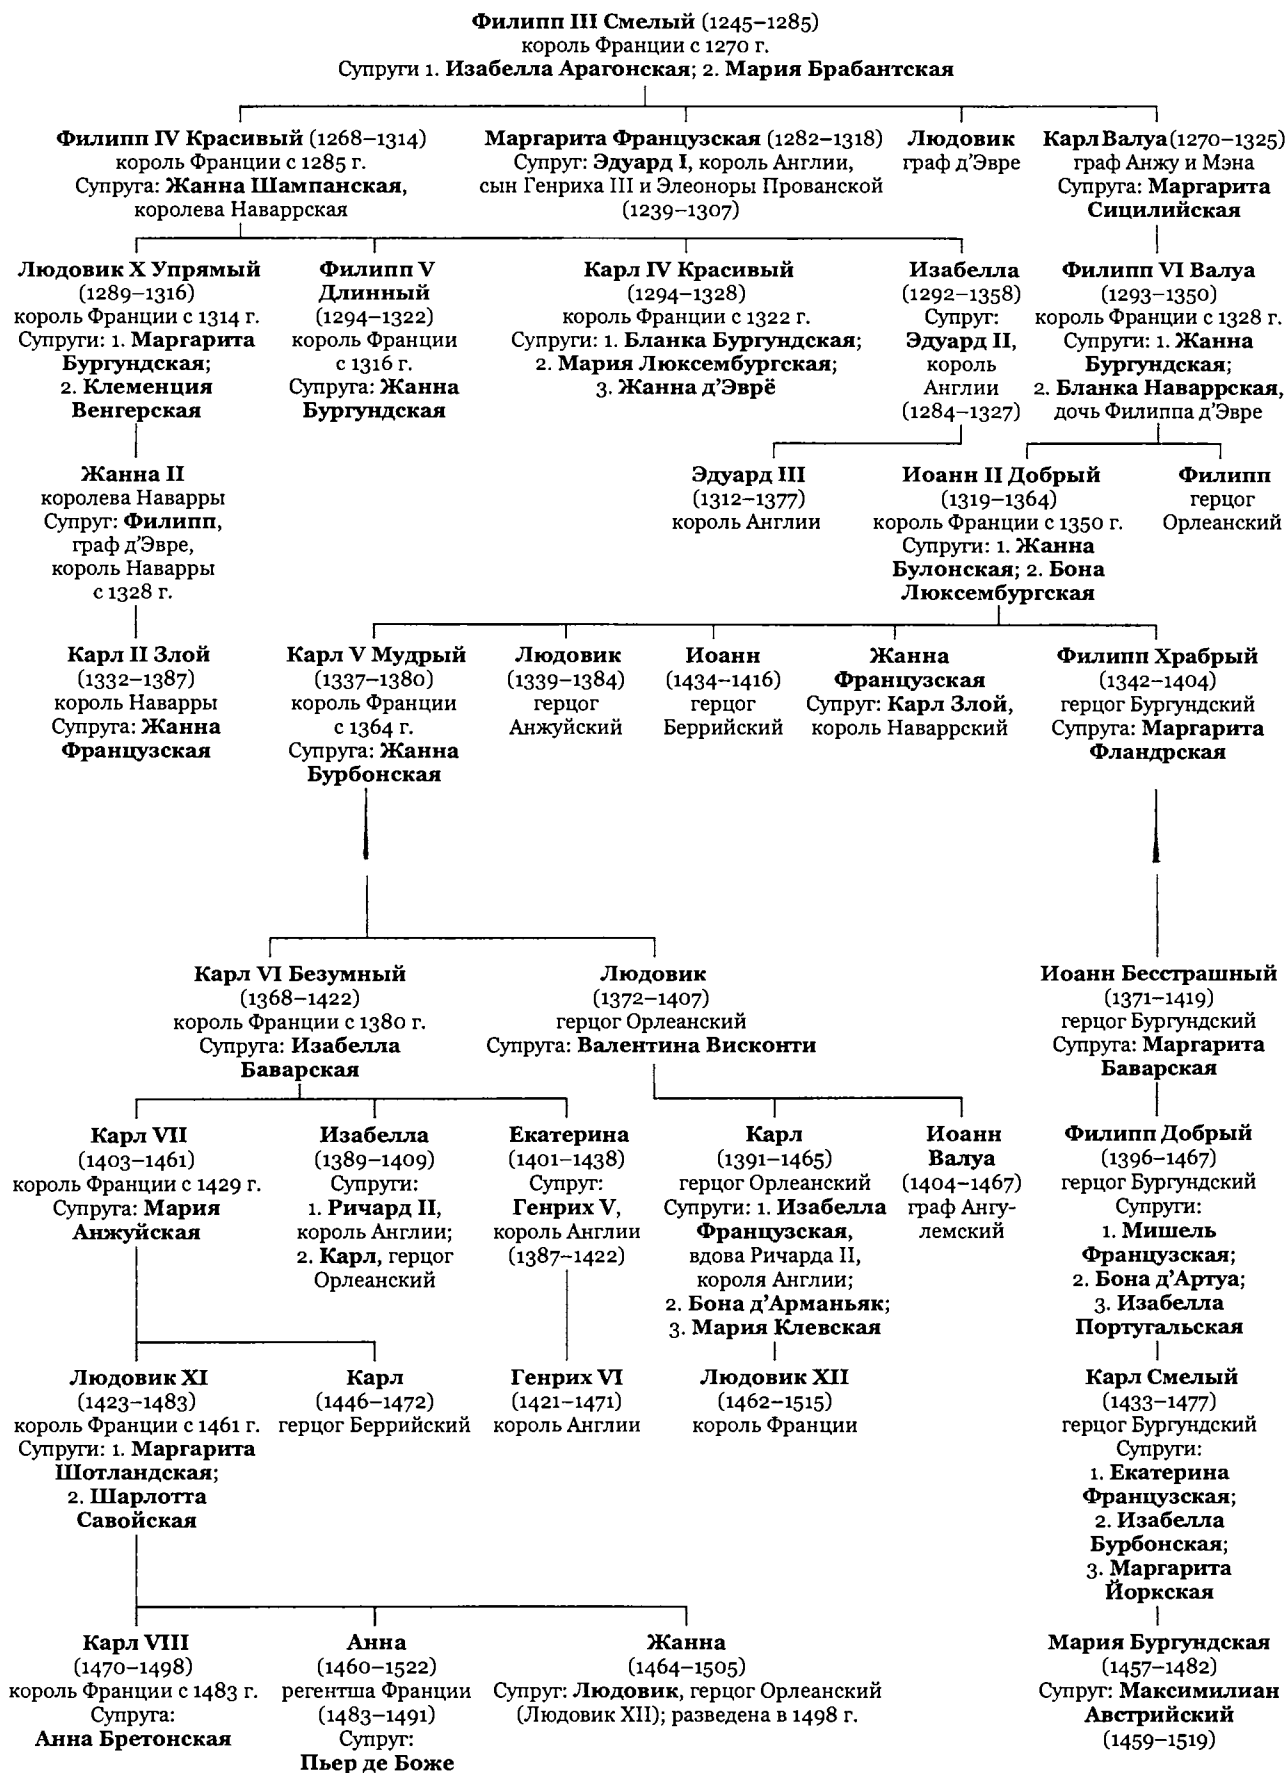 Филипп III Смелый (1245–1285)
король Франции с 1270 г.
Супруги 1. Изабелла Арагонская; 2. Мария Брабантская
Филипп IV Красивый (1268–1314)
король Франции с 1285 г.
Супруга: Жанна Шампанская,
королева Наваррская
Маргарита Французская (1282–1318)
Супруг: Эдуард I, король Англии,
сын Генриха III и Элеоноры Прованской
(1239–1307)
Людовик
граф д'Эвре
Карл Валуа (1270–1325)
граф Анжу и Мэна
Супруга: Маргарита
Сицилийская
Людовик X Упрямый
(1289–1316)
король Франции с 1314 г.
Супруги: 1. Маргарита
Бургундская;
2. Клеменция
Венгерская
Филипп V
Длинный
(1294–1322)
король Франции
с 1316 г.
Супруга: Жанна
Бургундская
Карл IV Красивый
(1294–1328)
король Франции с 1322 г.
Супруги: 1. Бланка Бургундская;
2. Мария Люксембургская;
3. Жанна д'Эврё
Изабелла
(1292–1358)
Супруг:
Эдуард II,
король
Англии
(1284–1327)
Филипп VI Валуа
(1293–1350)
король Франции с 1328 г.
Супруги: 1. Жанна
Бургундская;
2. Бланка Наваррская,
дочь Филиппа д'Эвре
Жанна II
королева Наварры
Супруг: Филипп,
граф д'Эвре,
король Наварры
с 1328 г.
Эдуард III
(1312–1377)
король Англии
Иоанн II Добрый
(1319–1364)
король Франции с 1350 г.
Супруги: 1. Жанна
Булонская; 2. Бона
Люксембургская
Филипп
герцог
Орлеанский
Карл II Злой
(1332–1387)
король Наварры
Супруга: Жанна
Французская
Карл V Мудрый
(1337–1380)
король Франции
с 1364 г.
Супруга: Жанна
Бурбонская
Людовик
(1339–1384)
герцог
Анжуйский
Иоанн
(1434–1416)
герцог
Беррийский
Жанна
Французская
Супруг: Карл Злой,
король Наваррский
Филипп Храбрый
(1342–1404)
герцог Бургундский
Супруга: Маргарита
Фландрская
Карл VI Безумный
(1368–1422)
король Франции с 1380 г.
Супруга: Изабелла
Баварская
Людовик
(1372–1407)
герцог Орлеанский
Супруга: Валентина Висконти
Иоанн Бесстрашный
(1371–1419)
герцог Бургундский
Супруга: Маргарита
Баварская
Карл VII
(1403–1461)
король Франции с 1429 г.
Супруга: Мария
Анжуйская
Изабелла
(1389–1409)
Супруги:
1. Ричард II,
король Англии;
2. Карл, герцог
Орлеанский
Екатерина
(1401–1438)
Супруг:
Генрих V,
король Англии
(1387–1422)
Карл
(1391–1465)
герцог Орлеанский
Супруги: 1. Изабелла
Французская,
вдова Ричарда II,
короля Англии;
2. Бона д'Арманьяк;
3. Мария Клевская
Иоанн
Валуа
(1404–1467)
граф Ангу-
лемский
Филипп Добрый
(1396–1467)
герцог Бургундский
Супруги:
1. Мишель
Французская;
2. Бона д'Артуа;
3. Изабелла
Португальская
Людовик XI
(1423–1483)
король Франции с 1461 г.
Супруги: 1. Маргарита
Шотландская;
2. Шарлотта
Савойская
Карл
(1446–1472)
герцог Беррийский
Генрих VI
(1421–1471)
король Англии
Людовик XII
(1462–1515)
король Франции
Карл Смелый
(1433–1477)
герцог Бургундский
Супруги:
1. Екатерина
Французская;
2. Изабелла
Бурбонская;
3. Маргарита
Йоркская
Карл VIII
(1470–1498)
король Франции с 1483 г.
Супруга:
Анна Бретонская
Анна
(1460–1522)
регентша Франции
(1483–1491)
Супруг:
Пьер де Боже
Жанна
(1464–1505)
Супруг: Людовик, герцог Орлеанский
(Людовик XII); разведена в 1498 г.
Мария Бургундская
(1457–1482)
Супруг: Максимилиан
Австрийский
(1459–1519)